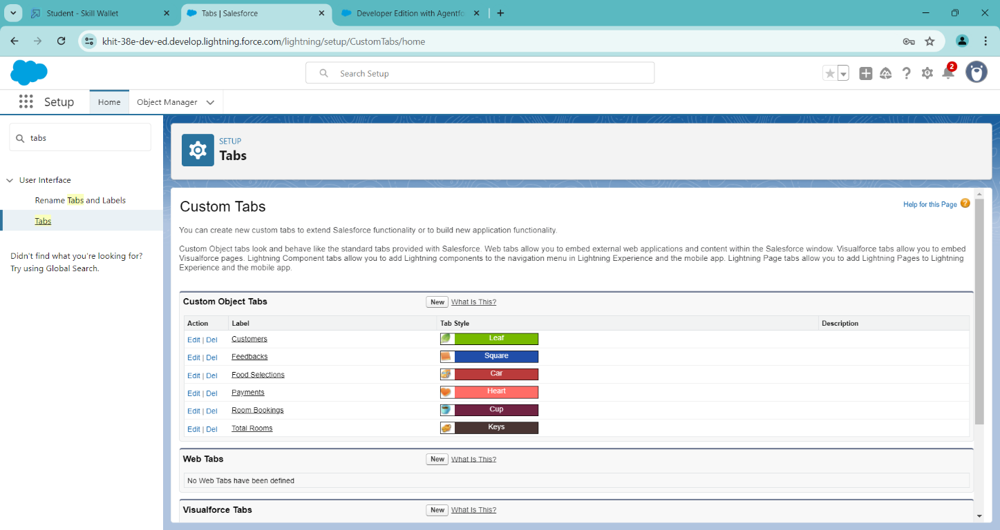 Student - Skill Wallet
Tabs | Salesforce
Developer Edition with Agentfo
khit-38e-dev-ed.develop.lightning.force.com/lightning/setup/CustomTabs/home
Search Setup
2
Setup
Home
Object Manager
tabs
User Interface
Rename Tabs and Labels
Tabs
Didn't find what you're looking for?
Try using Global Search.
SETUP
Tabs
Custom Tabs
Help for this Page
You can create new custom tabs to extend Salesforce functionality or to build new application functionality.
Custom Object tabs look and behave like the standard tabs provided with Salesforce. Web tabs allow you to embed external web applications and content within the Salesforce window. Visualforce tabs allow you to embed
Visualforce pages. Lightning Component tabs allow you to add Lightning components to the navigation menu in Lightning Experience and the mobile app. Lightning Page tabs allow you to add Lightning Pages to Lightning
Experience and the mobile app.
Custom Object Tabs New What Is This?
Action Label Tab Style Description
Edit | Del Customers Leaf
Edit | Del Feedbacks Square
Edit | Del Food Selections Car
Edit | Del Payments Heart
Edit | Del Room Bookings Cup
Edit | Del Total Rooms Keys
Web Tabs New What Is This?
No Web Tabs have been defined
Visualforce Tabs New What Is This?